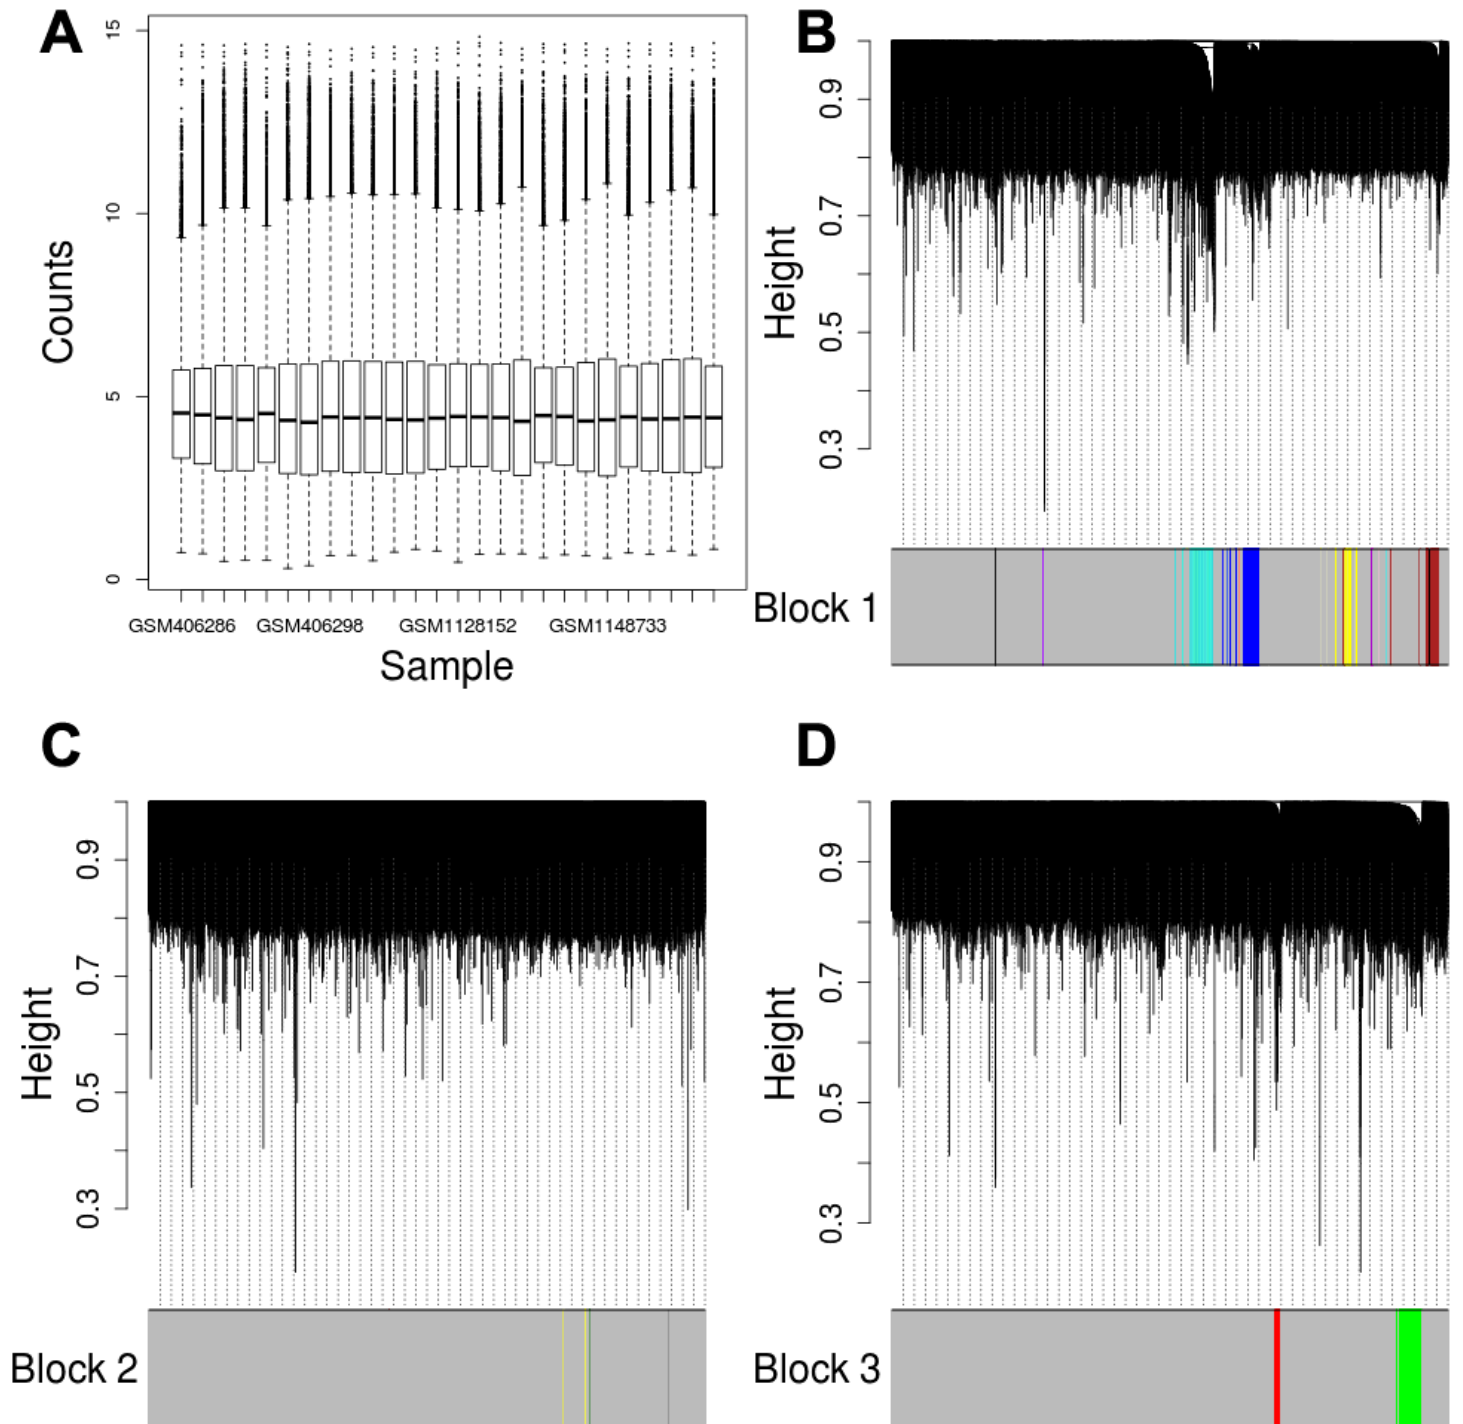 A
15
10
5
0
Counts
GSM406286 GSM406298 GSM1128152 GSM1148733
Sample
B
0.9
0.7
0.5
0.3
Height
Block 1
C
0.9
0.7
0.5
0.3
Height
Block 2
D
0.9
0.7
0.5
0.3
Height
Block 3